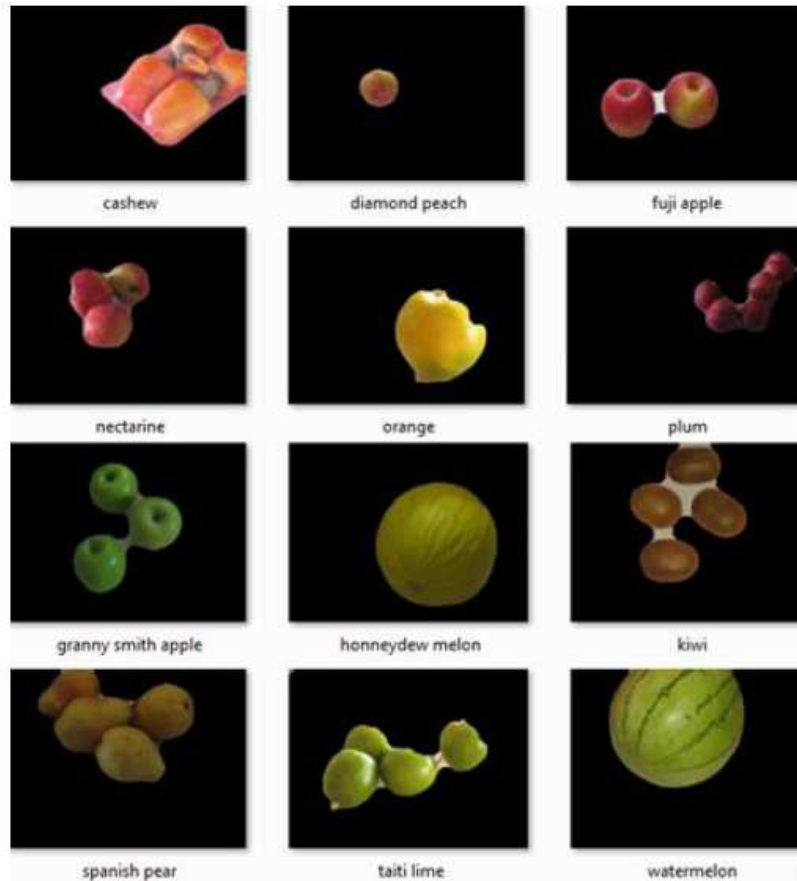 cashew
diamond peach
fuji apple
nectarine
orange
plum
granny smith apple
honneydew melon
kiwi
spanish pear
taiti lime
watermelon